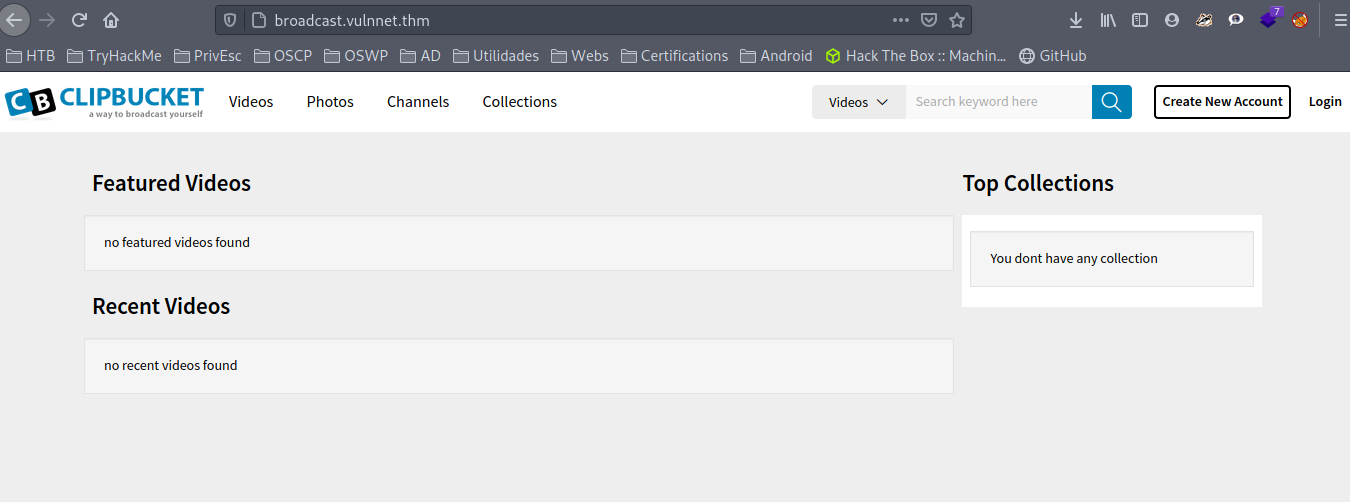 broadcast.vulnnet.thm
7
HTB TryHackMe PrivEsc OSCP OSWP AD Utilidades Webs Certifications Android Hack The Box :: Machin... GitHub
CB CLIPBUCKET
a way to broadcast yourself
Videos Photos Channels Collections Videos Search keyword here Create New Account Login
Featured Videos
no featured videos found
Top Collections
You dont have any collection
Recent Videos
no recent videos found